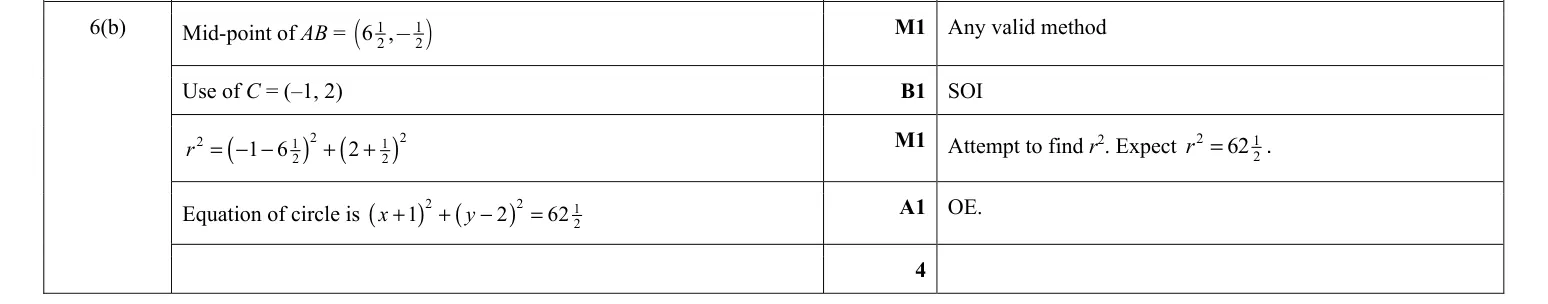 6(b) Mid-point of AB = (6½, −½) M1 Any valid method
Use of C = (−1, 2) B1 SOI
r² = (−1 − 6½)² + (2 + ½)² M1 Attempt to find r². Expect r² = 62½ .
Equation of circle is (x + 1)² + (y − 2)² = 62½ A1 OE.
4